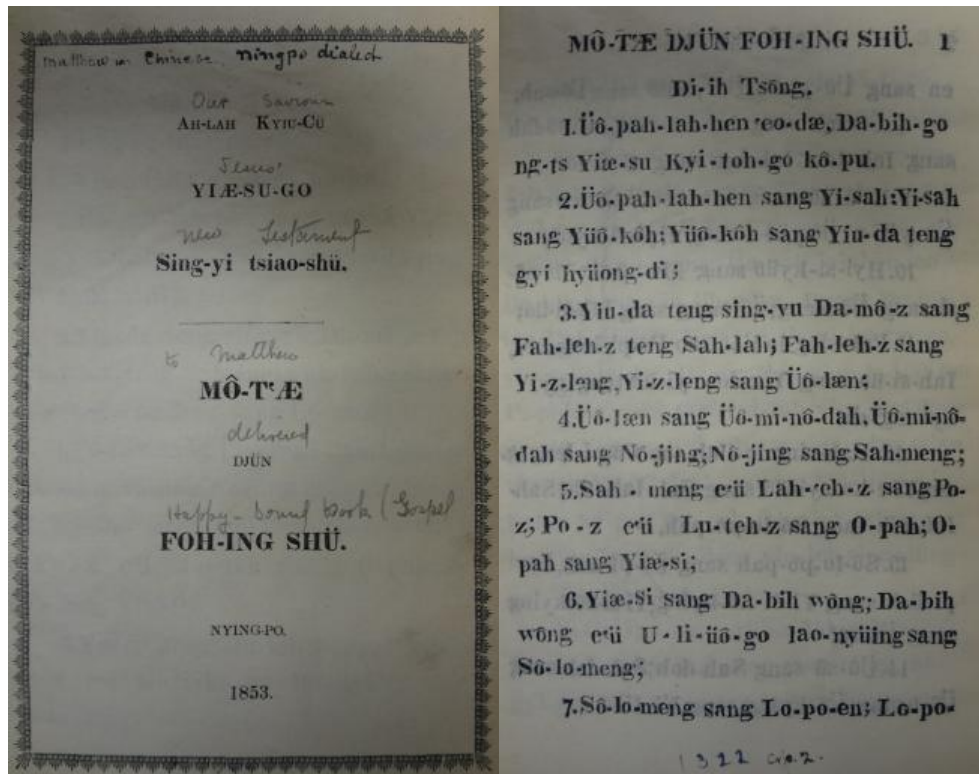 matthew in Chinese ningpo dialect
Our Saviour
AH-LAH KYIU-CÜ
Jesus'
YIÆ-SU-GO
new Testament
Sing-yi tsiao-shü.
to Matthew
MÔ-T‘Æ
delivered
DJÜN
Happy-sound book (Gospel
FOH-ING SHÜ.
NYING-PO.
1853.
MÔ-T‘Æ DJÜN FOH-ING SHÜ. 1
Di-ih Tsông.
1. Üô-pah-lah-hen ‘eo-dæ, Da-bih-go
ng-ts Yiæ-su Kyi-toh-go kô-pu.
2. Üô-pah-lah-hen sang Yi-sah; Yi-sah
sang Yüô-kôh; Yüô-kôh sang Yiu-da teng
gyi hyüong-di;
3. Yiu-da teng sing-vu Da-mô-z sang
Fah-leh-z teng Sah-lah; Fah-leh-z sang
Yi-z-leng, Yi-z-leng sang Üô-læn;
4. Üô-læn sang Üô-mi-nô-dah, Üô-mi-nô-
dah sang Nô-jing; Nô-jing sang Sah-meng;
5. Sah-meng c‘ü Lah-‘eh-z sang Po-
z; Po-z c‘ü Lu-teh-z sang O-pah; O-
pah sang Yiæ-si;
6. Yiæ-Si sang Da-bih wông; Da-bih
wông c‘ü U-li-üô-go lao-nyüing sang
Sô-lo-meng;
7. Sô-lo-meng sang Lo-po-en; Lo-po-
1322